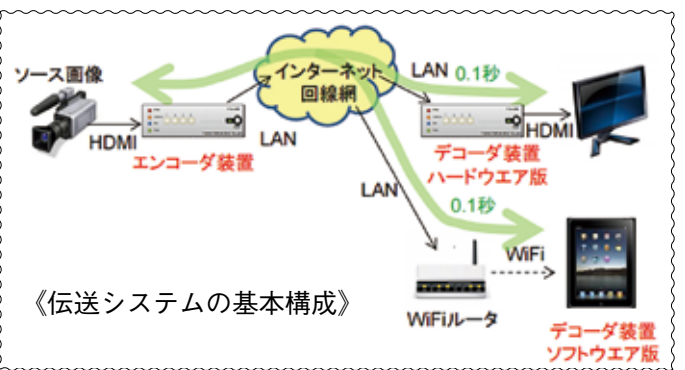 ソース画像
HDMI
エンコーダ装置
LAN
インターネット
回線網
LAN
0.1秒
デコーダ装置
ハードウエア版
HDMI
LAN
0.1秒
WiFi
WiFiルータ
デコーダ装置
ソフトウエア版
《伝送システムの基本構成》